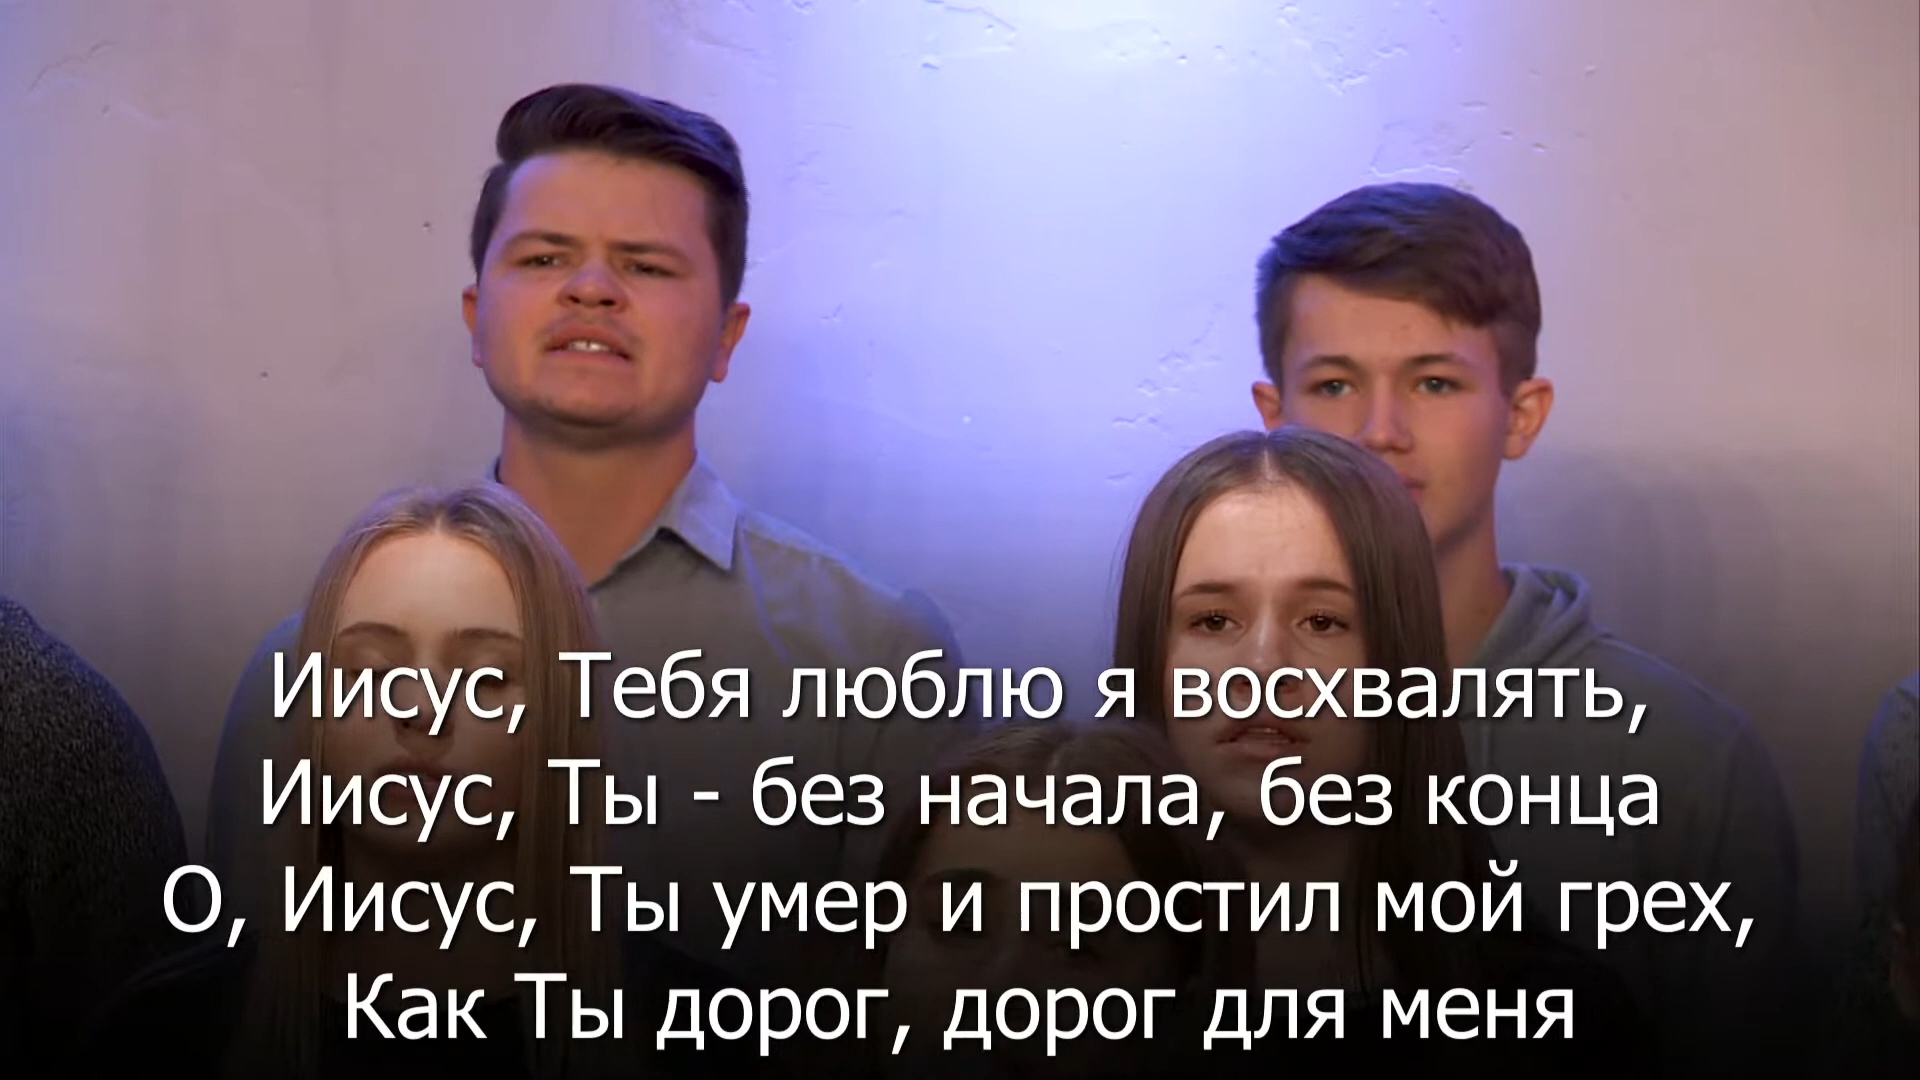 Иисус, Тебя люблю я восхвалять,
Иисус, Ты - без начала, без конца
О, Иисус, Ты умер и простил мой грех,
Как Ты дорог, дорог для меня